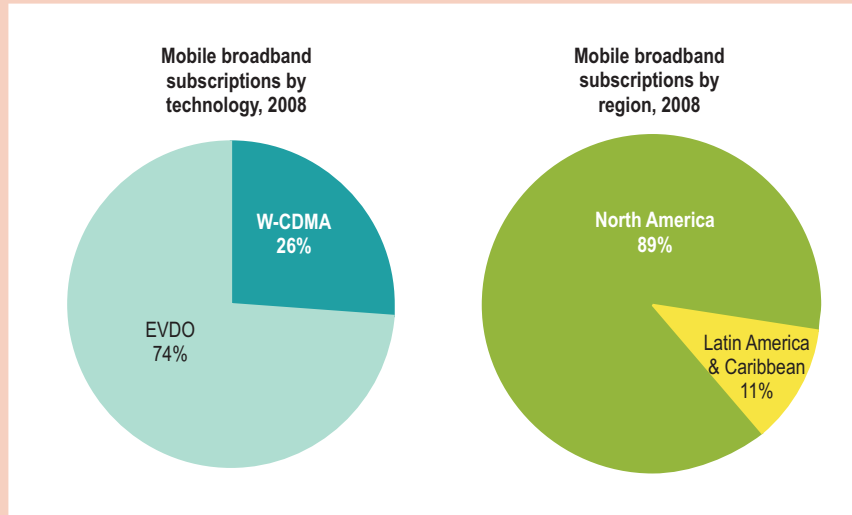 Mobile broadband
subscriptions by
technology, 2008
W-CDMA
26%
EVDO
74%
Mobile broadband
subscriptions by
region, 2008
North America
89%
Latin America
& Caribbean
11%